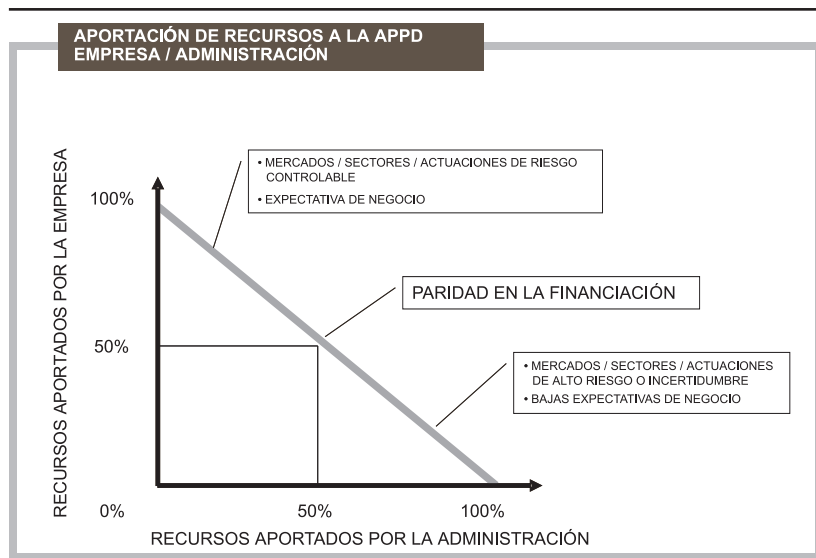 APORTACIÓN DE RECURSOS A LA APPD
EMPRESA / ADMINISTRACIÓN
RECURSOS APORTADOS POR LA EMPRESA
• MERCADOS / SECTORES / ACTUACIONES DE RIESGO
CONTROLABLE
• EXPECTATIVA DE NEGOCIO
100%
PARIDAD EN LA FINANCIACIÓN
50%
• MERCADOS / SECTORES / ACTUACIONES
DE ALTO RIESGO O INCERTIDUMBRE
• BAJAS EXPECTATIVAS DE NEGOCIO
0% 50% 100%
RECURSOS APORTADOS POR LA ADMINISTRACIÓN